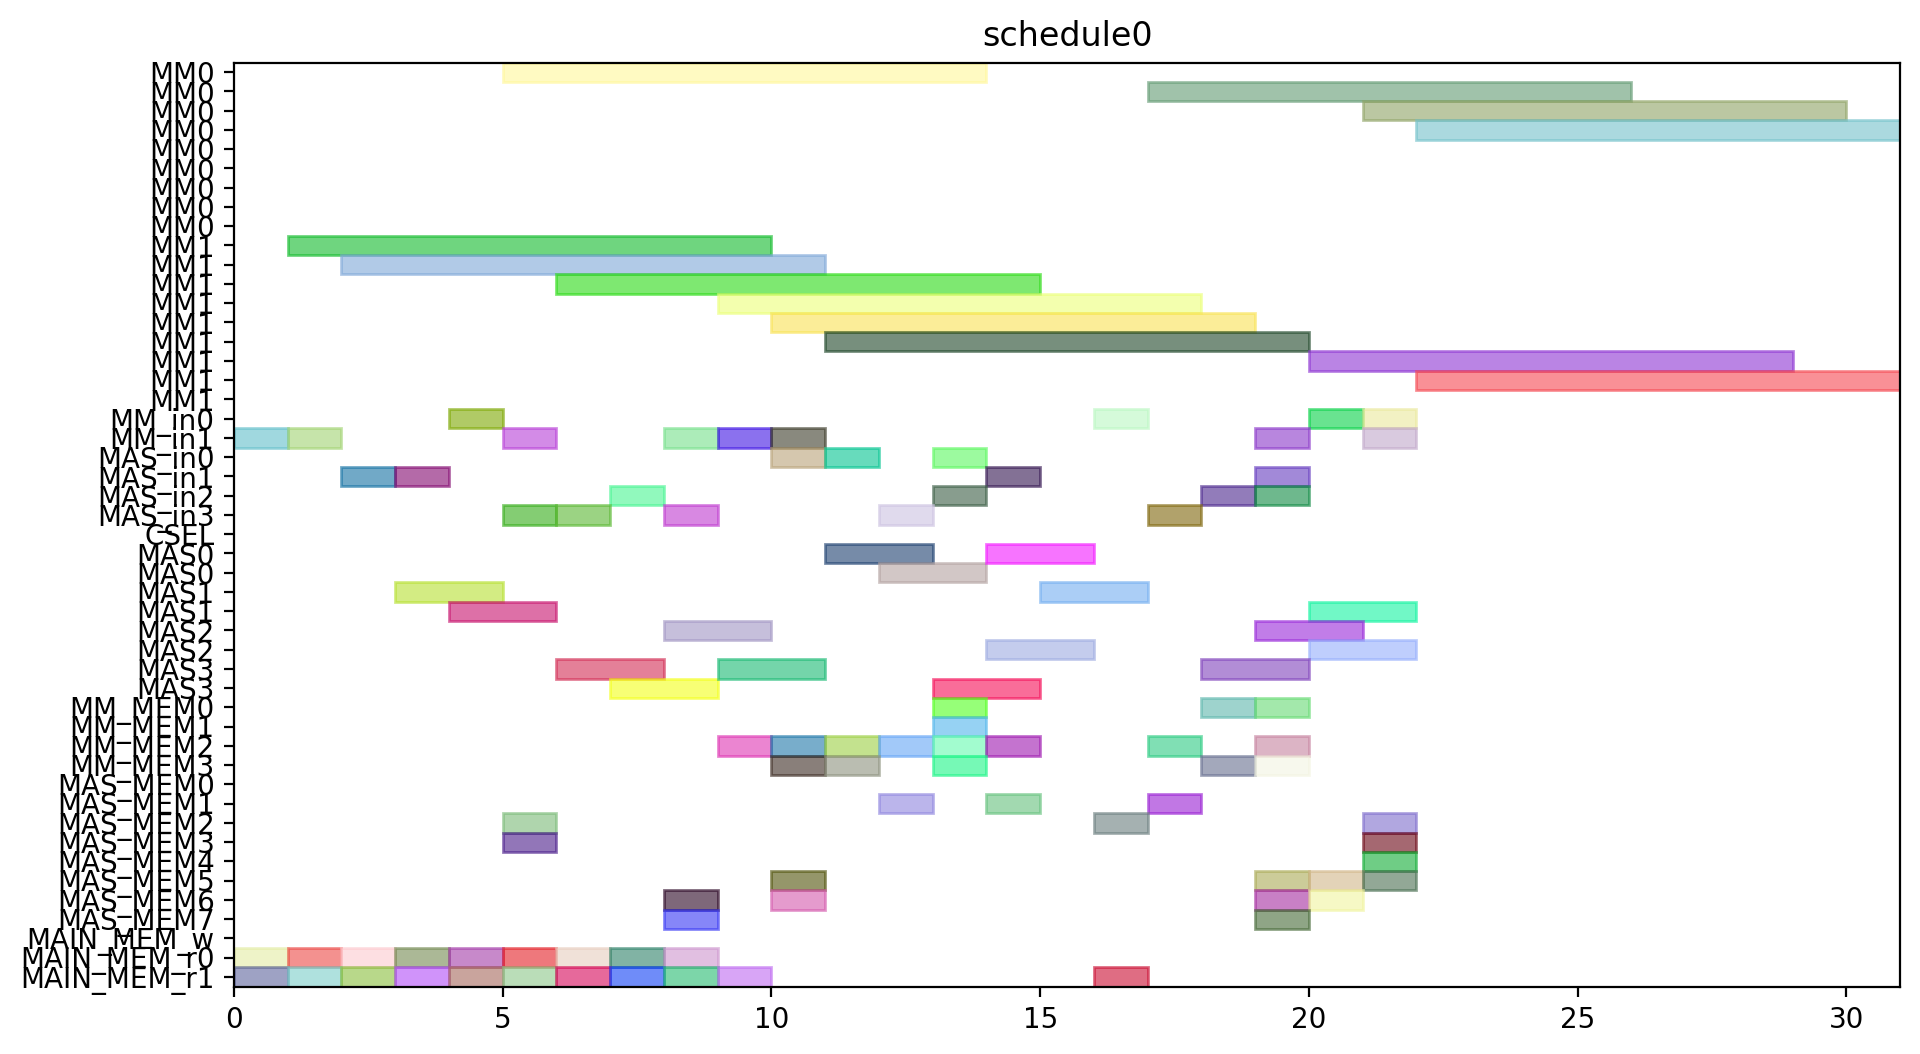 schedule0
MM0
MM0
MM0
MM0
MM0
MM0
MM0
MM0
MM0
MM1
MM1
MM1
MM1
MM1
MM1
MM1
MM1
MM1
MM_in0
MM_in1
MAS_in0
MAS_in1
MAS_in2
MAS_in3
CSEL
MAS0
MAS0
MAS1
MAS1
MAS2
MAS2
MAS3
MAS3
MM_MEM0
MM_MEM1
MM_MEM2
MM_MEM3
MAS_MEM0
MAS_MEM1
MAS_MEM2
MAS_MEM3
MAS_MEM4
MAS_MEM5
MAS_MEM6
MAS_MEM7
MAIN_MEM_w
MAIN_MEM_r0
MAIN_MEM_r1
0 5 10 15 20 25 30